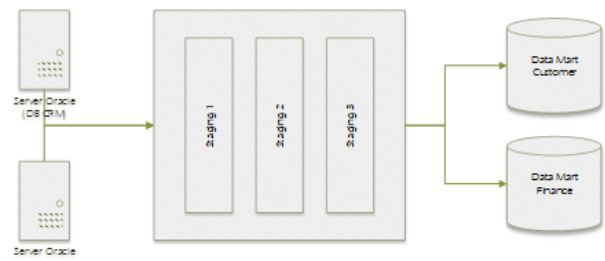 Server Oracle
(DB CRM)
Server Oracle
Staging 1
Staging 2
Staging 3
Data Mart
Customer
Data Mart
Finance